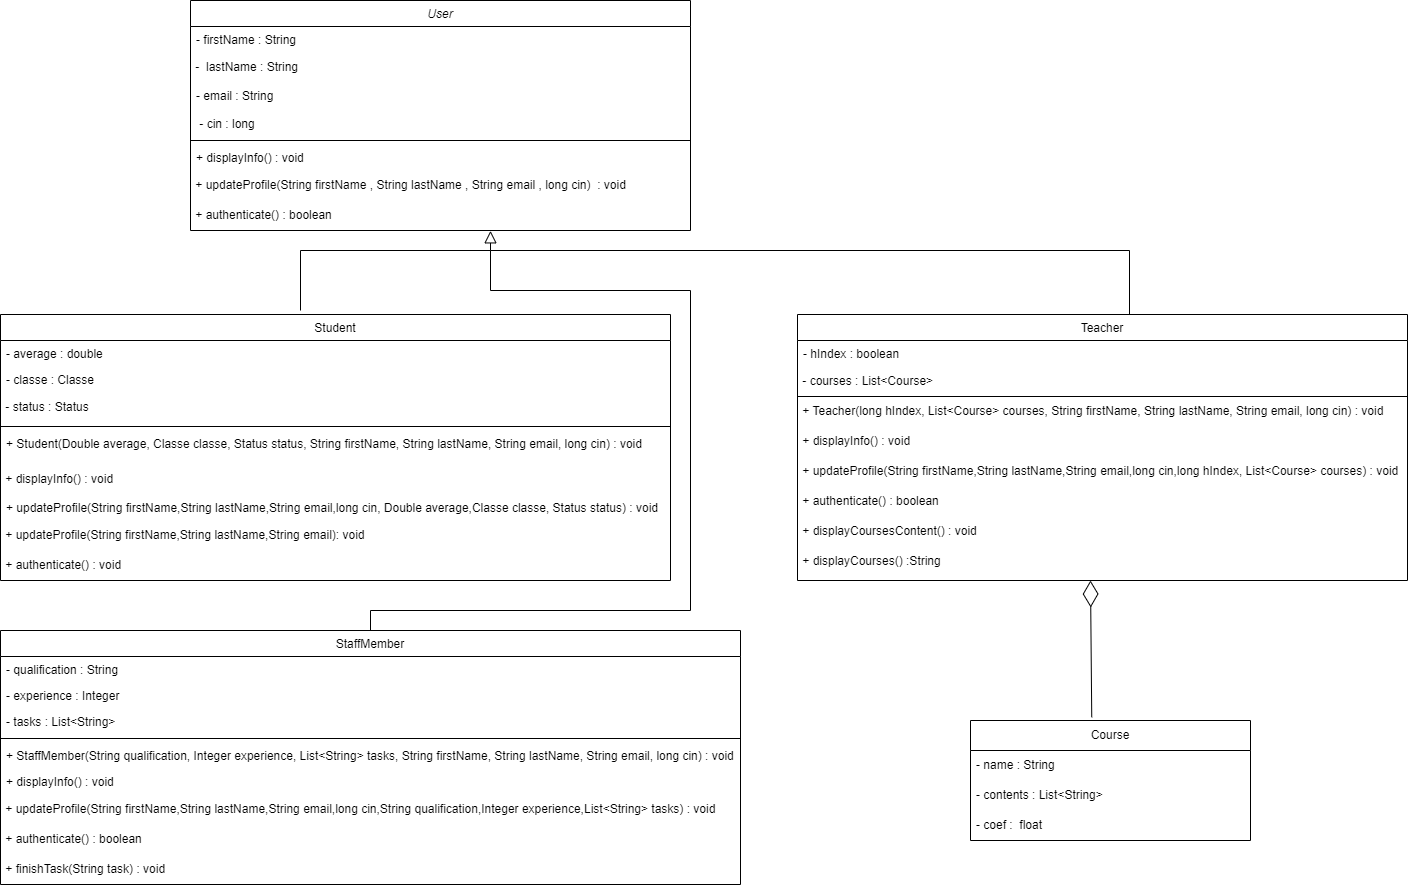 User
- firstName : String
- lastName : String
- email : String
- cin : long
+ displayInfo() : void
+ updateProfile(String firstName , String lastName , String email , long cin) : void
+ authenticate() : boolean
Student
- average : double
- classe : Classe
- status : Status
+ Student(Double average, Classe classe, Status status, String firstName, String lastName, String email, long cin) : void
+ displayInfo() : void
+ updateProfile(String firstName,String lastName,String email,long cin, Double average,Classe classe, Status status) : void
+ updateProfile(String firstName,String lastName,String email): void
+ authenticate() : void
Teacher
- hIndex : boolean
- courses : List<Course>
+ Teacher(long hIndex, List<Course> courses, String firstName, String lastName, String email, long cin) : void
+ displayInfo() : void
+ updateProfile(String firstName,String lastName,String email,long cin,long hIndex, List<Course> courses) : void
+ authenticate() : boolean
+ displayCoursesContent() : void
+ displayCourses() :String
StaffMember
- qualification : String
- experience : Integer
- tasks : List<String>
+ StaffMember(String qualification, Integer experience, List<String> tasks, String firstName, String lastName, String email, long cin) : void
+ displayInfo() : void
+ updateProfile(String firstName,String lastName,String email,long cin,String qualification,Integer experience,List<String> tasks) : void
+ authenticate() : boolean
+ finishTask(String task) : void
Course
- name : String
- contents : List<String>
- coef : float